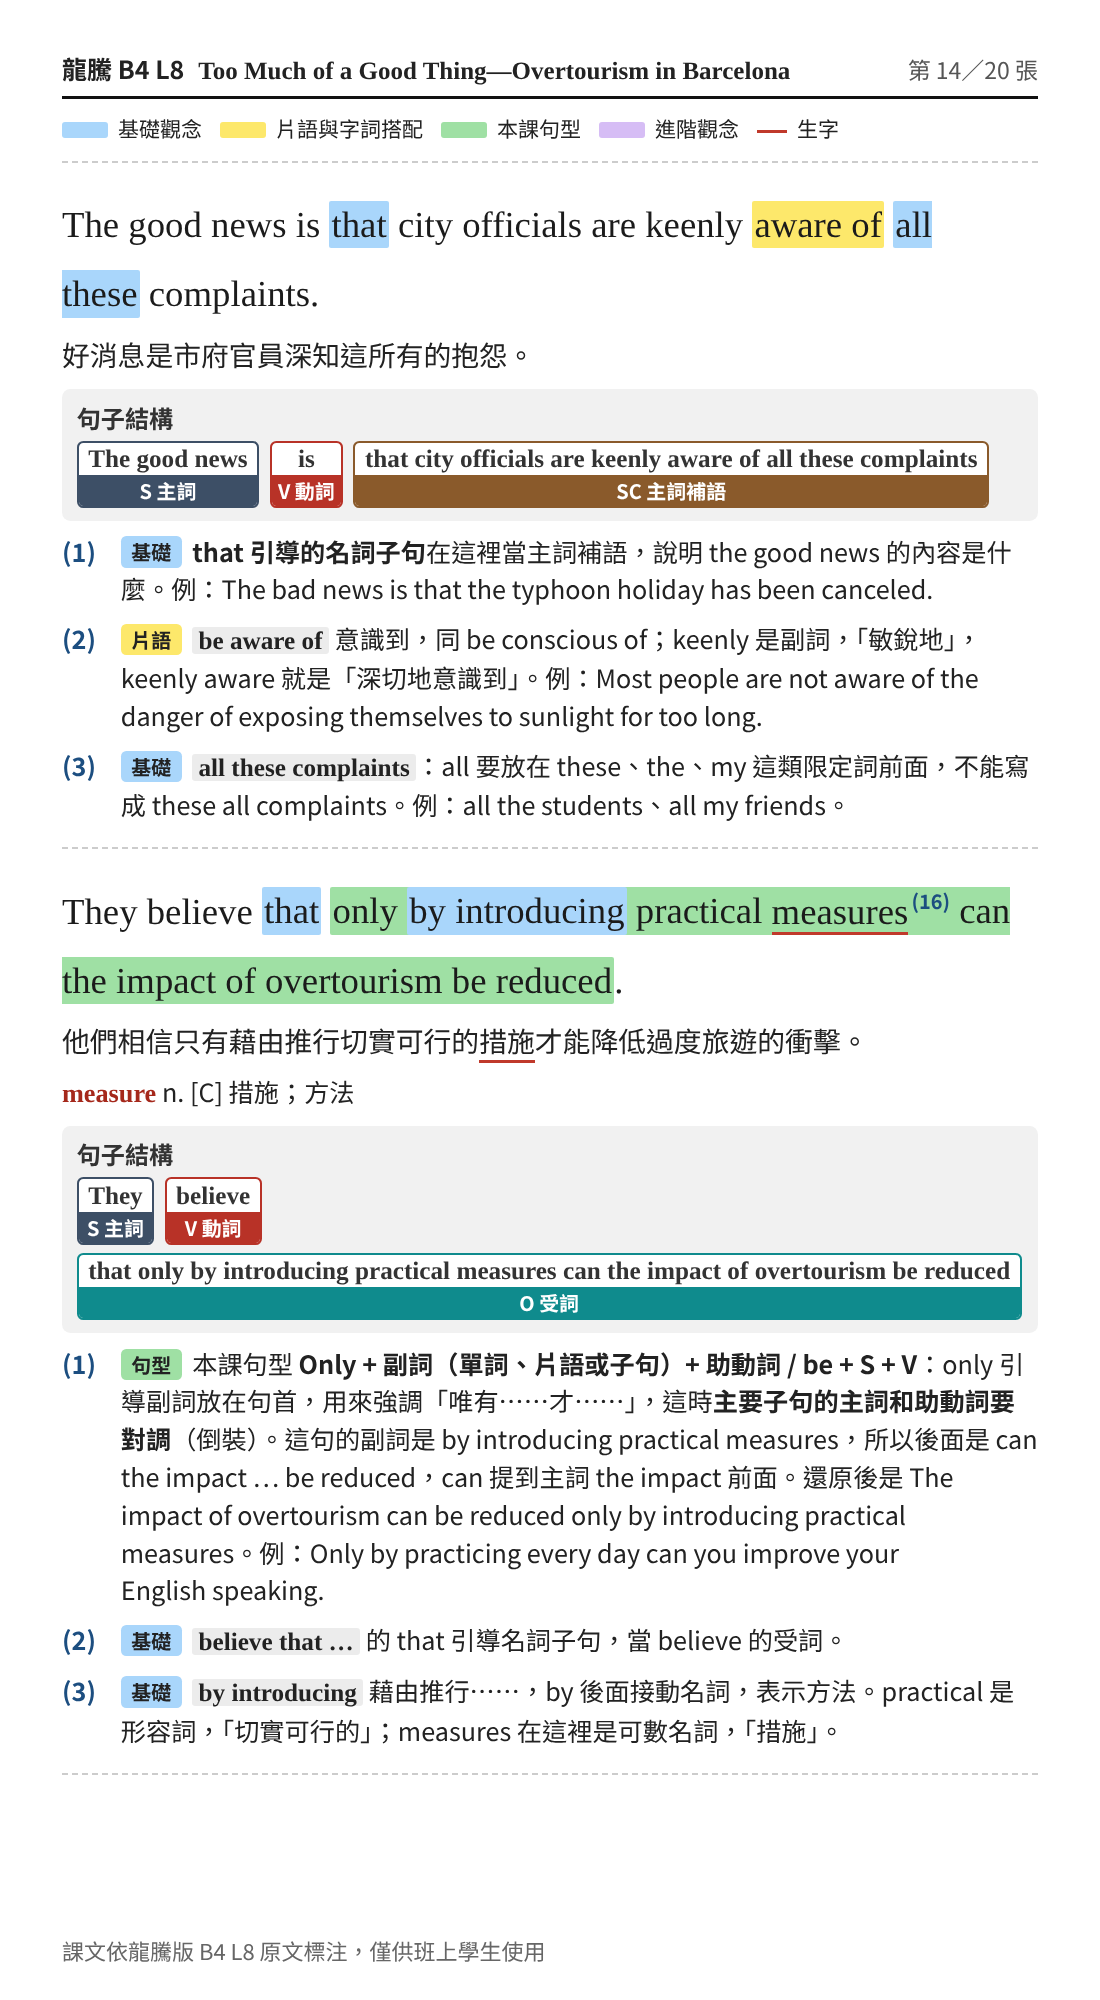 龍騰 B4 L8 Too Much of a Good Thing—Overtourism in Barcelona 第 14／20 張
基礎觀念 片語與字詞搭配 本課句型 進階觀念 生字
The good news is that city officials are keenly aware of all
these complaints.
好消息是市府官員深知這所有的抱怨。
句子結構
The good news is that city officials are keenly aware of all these complaints
S 主詞 V 動詞 SC 主詞補語
(1) 基礎 that 引導的名詞子句在這裡當主詞補語，說明 the good news 的內容是什
麼。例：The bad news is that the typhoon holiday has been canceled.
(2) 片語 be aware of 意識到，同 be conscious of；keenly 是副詞，「敏銳地」，
keenly aware 就是「深切地意識到」。例：Most people are not aware of the
danger of exposing themselves to sunlight for too long.
(3) 基礎 all these complaints：all 要放在 these、the、my 這類限定詞前面，不能寫
成 these all complaints。例：all the students、all my friends。
They believe that only by introducing practical measures (16) can
the impact of overtourism be reduced.
他們相信只有藉由推行切實可行的措施才能降低過度旅遊的衝擊。
measure n. [C] 措施；方法
句子結構
They believe
S 主詞 V 動詞
that only by introducing practical measures can the impact of overtourism be reduced
O 受詞
(1) 句型 本課句型 Only + 副詞（單詞、片語或子句）+ 助動詞 / be + S + V：only 引
導副詞放在句首，用來強調「唯有……才……」，這時主要子句的主詞和助動詞要
對調（倒裝）。這句的副詞是 by introducing practical measures，所以後面是 can
the impact … be reduced，can 提到主詞 the impact 前面。還原後是 The
impact of overtourism can be reduced only by introducing practical
measures。例：Only by practicing every day can you improve your
English speaking.
(2) 基礎 believe that … 的 that 引導名詞子句，當 believe 的受詞。
(3) 基礎 by introducing 藉由推行……，by 後面接動名詞，表示方法。practical 是
形容詞，「切實可行的」；measures 在這裡是可數名詞，「措施」。
課文依龍騰版 B4 L8 原文標注，僅供班上學生使用